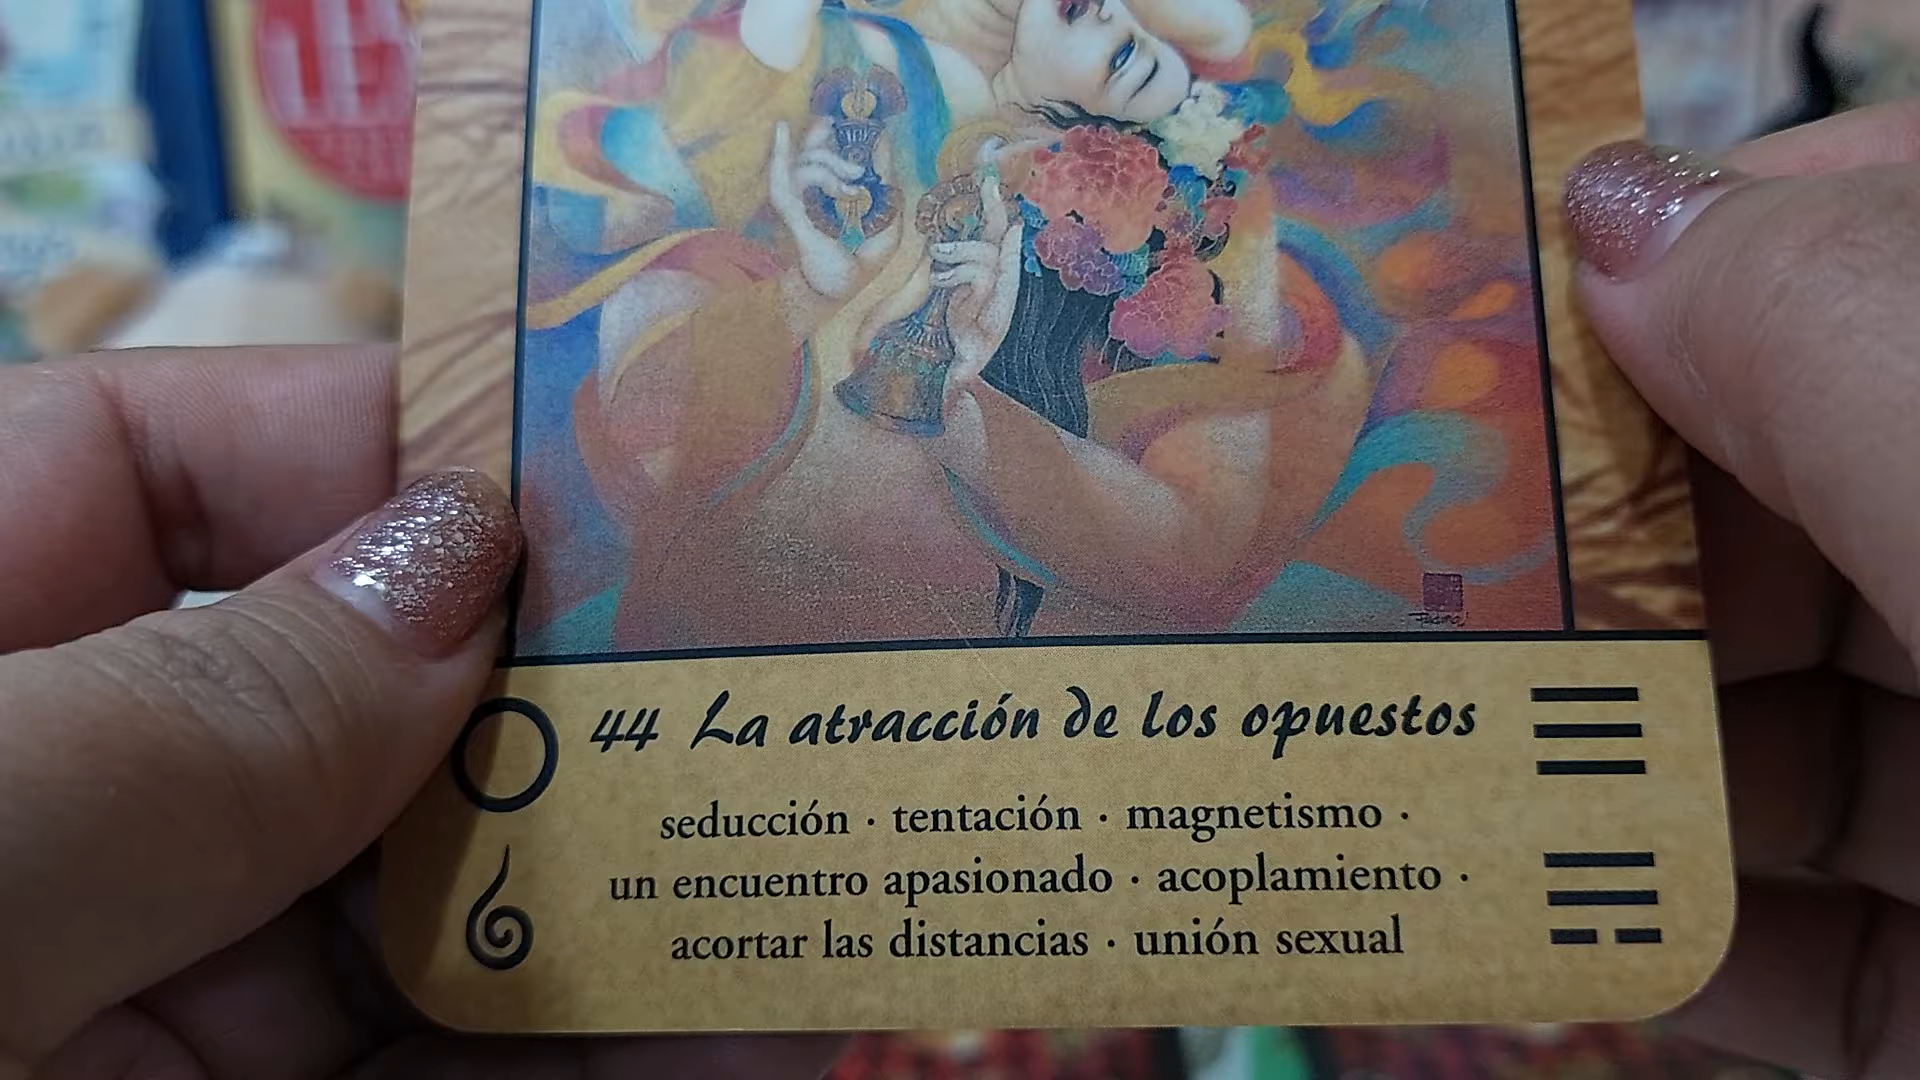 44 La atracción de los opuestos
seducción · tentación · magnetismo ·
un encuentro apasionado · acoplamiento ·
acortar las distancias · unión sexual